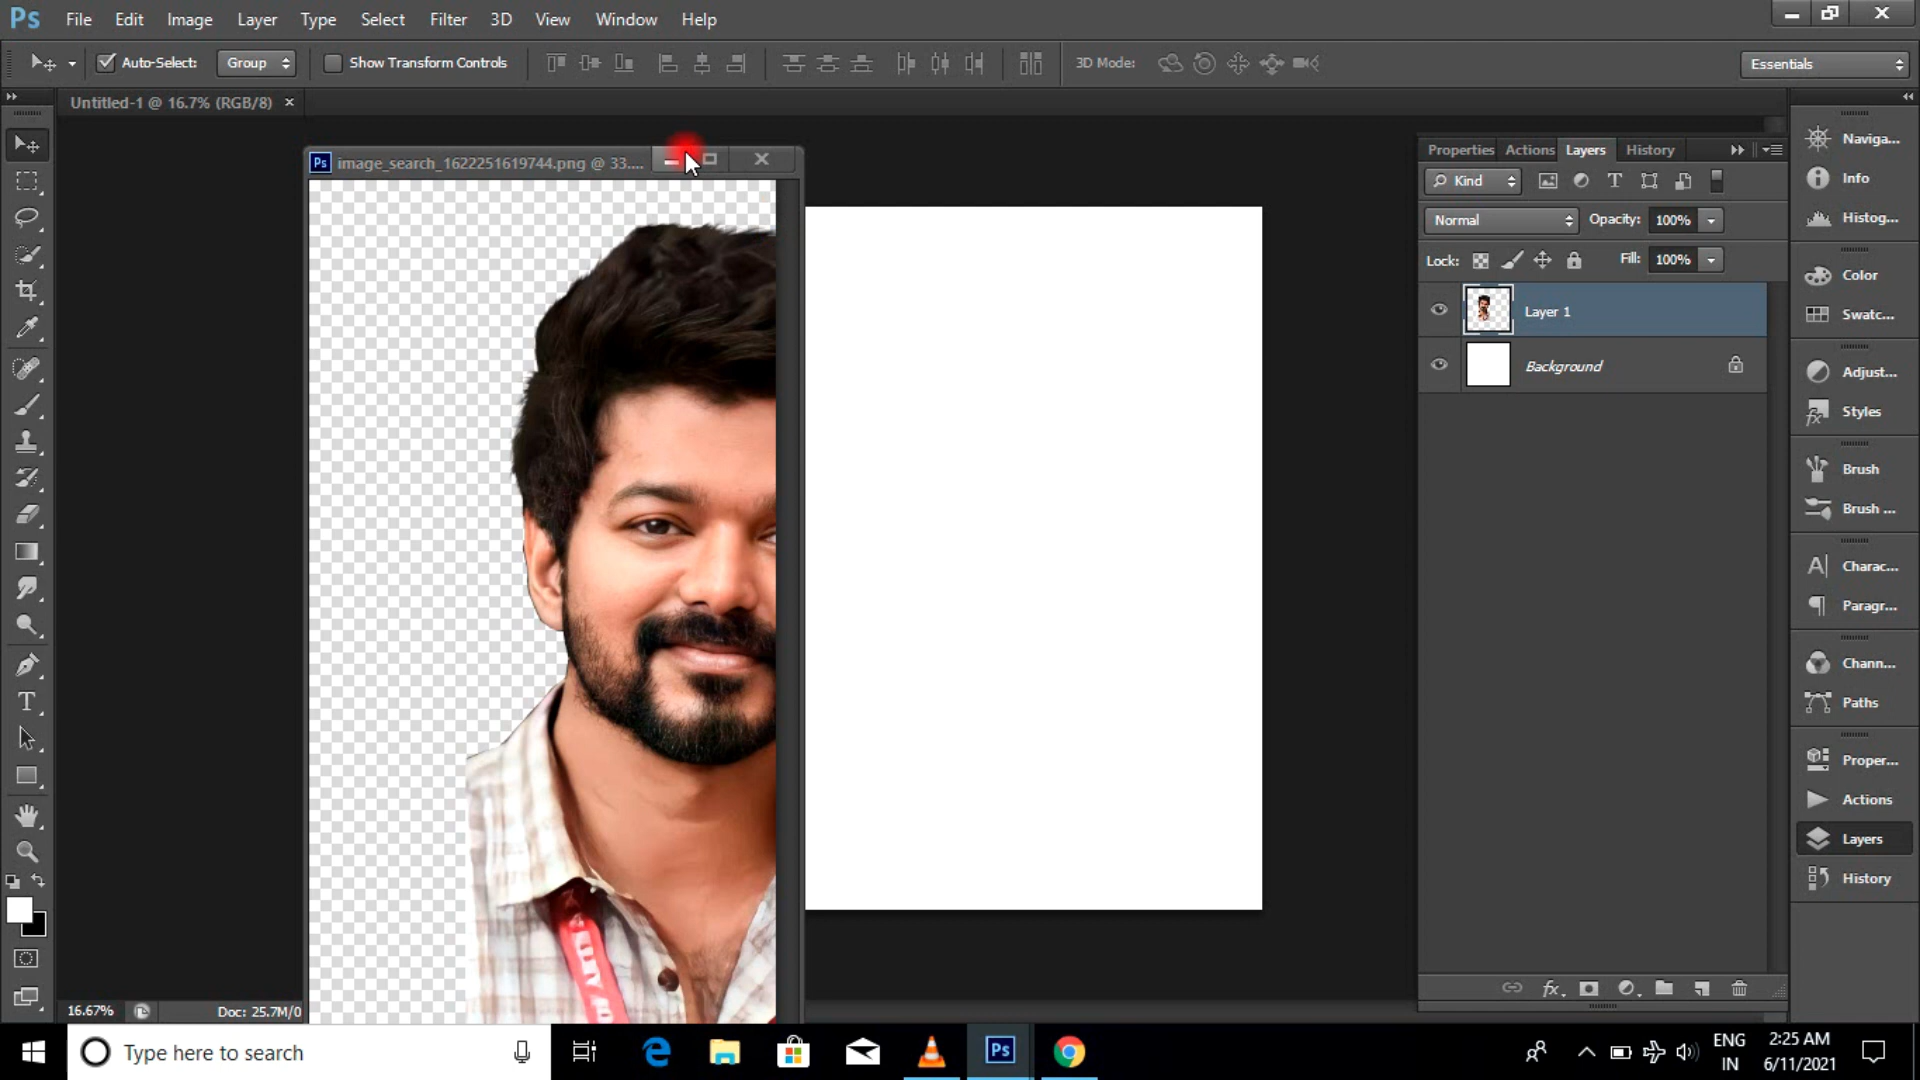 Ps File Edit Image Layer Type Select Filter 3D View Window Help
Auto-Select: Group Show Transform Controls 3D Mode: Essentials
Untitled-1 @ 16.7% (RGB/8) ×
Ps image_search_1622251619744.png @ 33....
Properties Actions Layers History
Kind
Normal Opacity: 100%
Lock: Fill: 100%
Layer 1
Background
Naviga...
Info
Histog...
Color
Swatc...
Adjust...
Styles
Brush
Brush ...
Charac...
Paragr...
Chann...
Paths
Proper...
Actions
Layers
History
16.67% Doc: 25.7M/0
Type here to search
Ps
ENG
IN
2:25 AM
6/11/2021